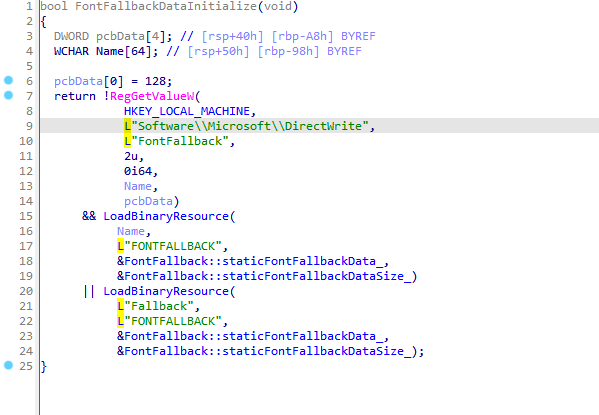 1 bool FontFallbackDataInitialize(void)
2 {
3   DWORD pcbData[4]; // [rsp+40h] [rbp-A8h] BYREF
4   WCHAR Name[64]; // [rsp+50h] [rbp-98h] BYREF
5
6   pcbData[0] = 128;
7   return !RegGetValueW(
8             HKEY_LOCAL_MACHINE,
9             L"Software\\Microsoft\\DirectWrite",
10             L"FontFallback",
11             2u,
12             0i64,
13             Name,
14             pcbData)
15       && LoadBinaryResource(
16            Name,
17            L"FONTFALLBACK",
18            &FontFallback::staticFontFallbackData_,
19            &FontFallback::staticFontFallbackDataSize_)
20       || LoadBinaryResource(
21            L"Fallback",
22            L"FONTFALLBACK",
23            &FontFallback::staticFontFallbackData_,
24            &FontFallback::staticFontFallbackDataSize_);
25 }